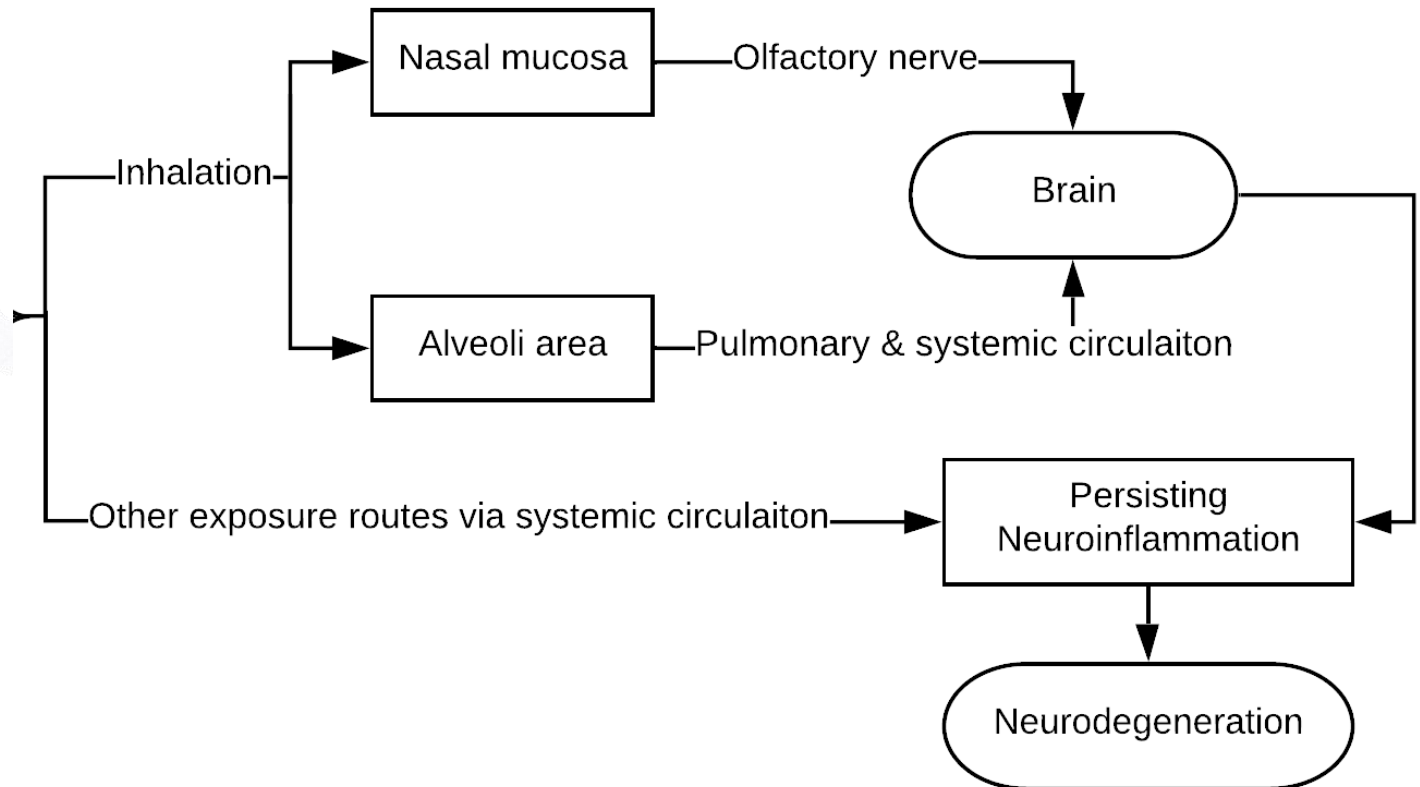 Nasal mucosa
Olfactory nerve
Inhalation
Brain
Alveoli area
Pulmonary & systemic circulaiton
Other exposure routes via systemic circulaiton
Persisting
Neuroinflammation
Neurodegeneration